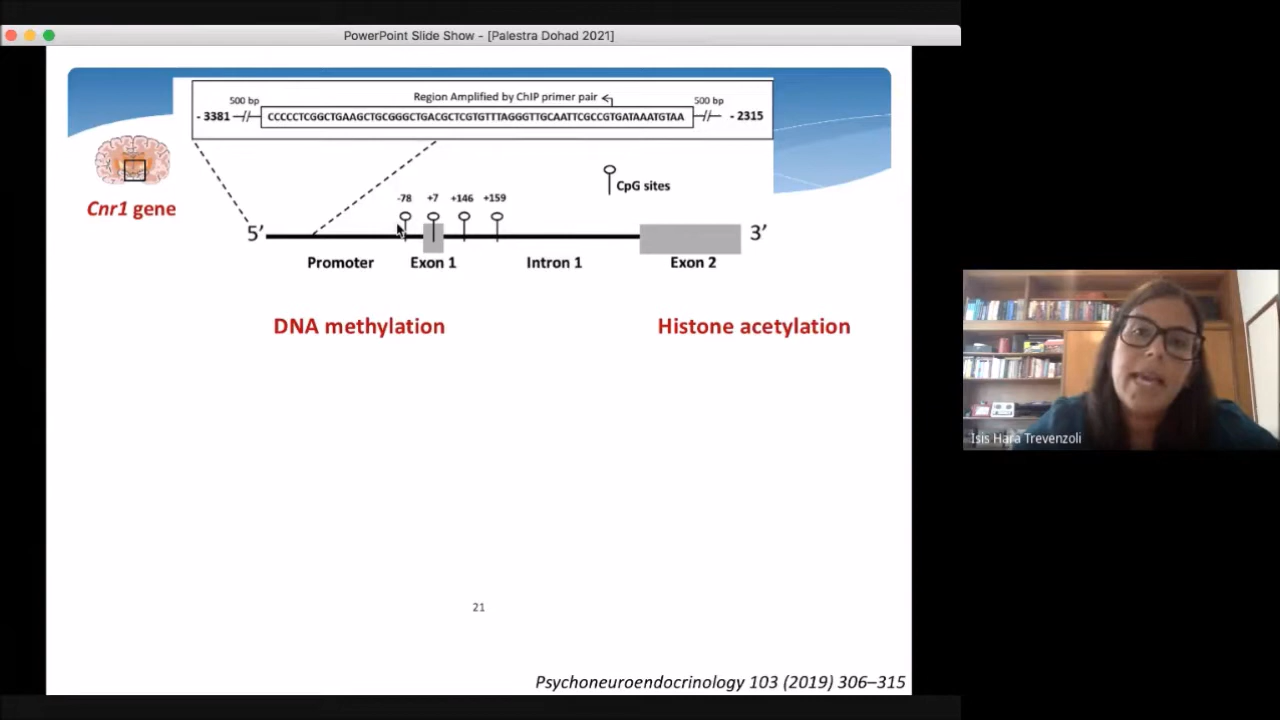 PowerPoint Slide Show - [Palestra Dohad 2021]
Region Amplified by ChIP primer pair
500 bp
500 bp
- 3381
CCCCCTCGGCTGAAGCTGCGGGCTGACGCTCGTGTTTAGGGTTGCAATTCGCCGTGATAAATGTAA
- 2315
CpG sites
Cnr1 gene
-78 +7 +146 +159
5’
3’
Promoter Exon 1 Intron 1 Exon 2
DNA methylation
Histone acetylation
Isis Hara Trevenzoli
21
Psychoneuroendocrinology 103 (2019) 306–315